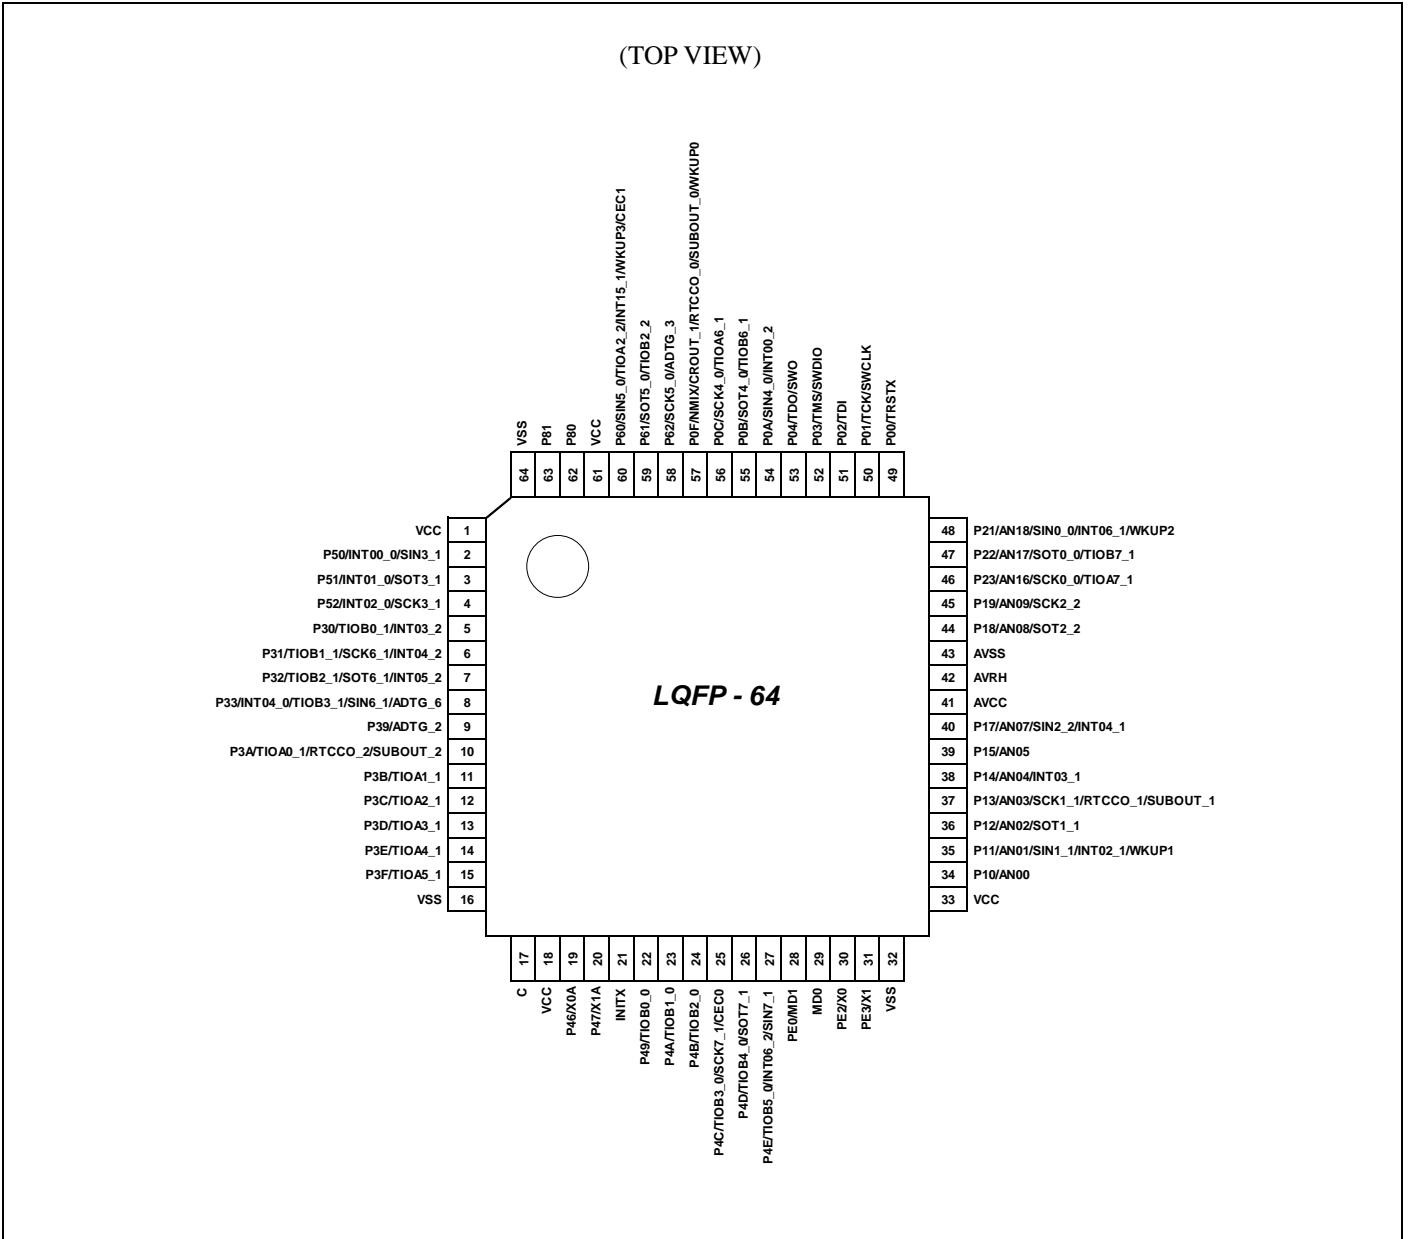 (TOP VIEW)
VSS
P81
P80
VCC
P60/SIN5_0/TIOA2_2/INT15_1/WKUP3/CEC1
P61/SOT5_0/TIOB2_2
P62/SCK5_0/ADTG_3
P0F/NMIX/CROUT_1/RTCCO_0/SUBOUT_0/WKUP0
P0C/SCK4_0/TIOA6_1
P0B/SOT4_0/TIOB6_1
P0A/SIN4_0/INT00_2
P04/TDO/SWO
P03/TMS/SWDIO
P02/TDI
P01/TCK/SWCLK
P00/TRSTX
64 63 62 61 60 59 58 57 56 55 54 53 52 51 50 49
VCC 1
P50/INT00_0/SIN3_1 2
P51/INT01_0/SOT3_1 3
P52/INT02_0/SCK3_1 4
P30/TIOB0_1/INT03_2 5
P31/TIOB1_1/SCK6_1/INT04_2 6
P32/TIOB2_1/SOT6_1/INT05_2 7
P33/INT04_0/TIOB3_1/SIN6_1/ADTG_6 8
P39/ADTG_2 9
P3A/TIOA0_1/RTCCO_2/SUBOUT_2 10
P3B/TIOA1_1 11
P3C/TIOA2_1 12
P3D/TIOA3_1 13
P3E/TIOA4_1 14
P3F/TIOA5_1 15
VSS 16
LQFP - 64
48 P21/AN18/SIN0_0/INT06_1/WKUP2
47 P22/AN17/SOT0_0/TIOB7_1
46 P23/AN16/SCK0_0/TIOA7_1
45 P19/AN09/SCK2_2
44 P18/AN08/SOT2_2
43 AVSS
42 AVRH
41 AVCC
40 P17/AN07/SIN2_2/INT04_1
39 P15/AN05
38 P14/AN04/INT03_1
37 P13/AN03/SCK1_1/RTCCO_1/SUBOUT_1
36 P12/AN02/SOT1_1
35 P11/AN01/SIN1_1/INT02_1/WKUP1
34 P10/AN00
33 VCC
17 18 19 20 21 22 23 24 25 26 27 28 29 30 31 32
C
VCC
P46/X0A
P47/X1A
INITX
P49/TIOB0_0
P4A/TIOB1_0
P4B/TIOB2_0
P4C/TIOB3_0/SCK7_1/CEC0
P4D/TIOB4_0/SOT7_1
P4E/TIOB5_0/INT06_2/SIN7_1
PE0/MD1
MD0
PE2/X0
PE3/X1
VSS